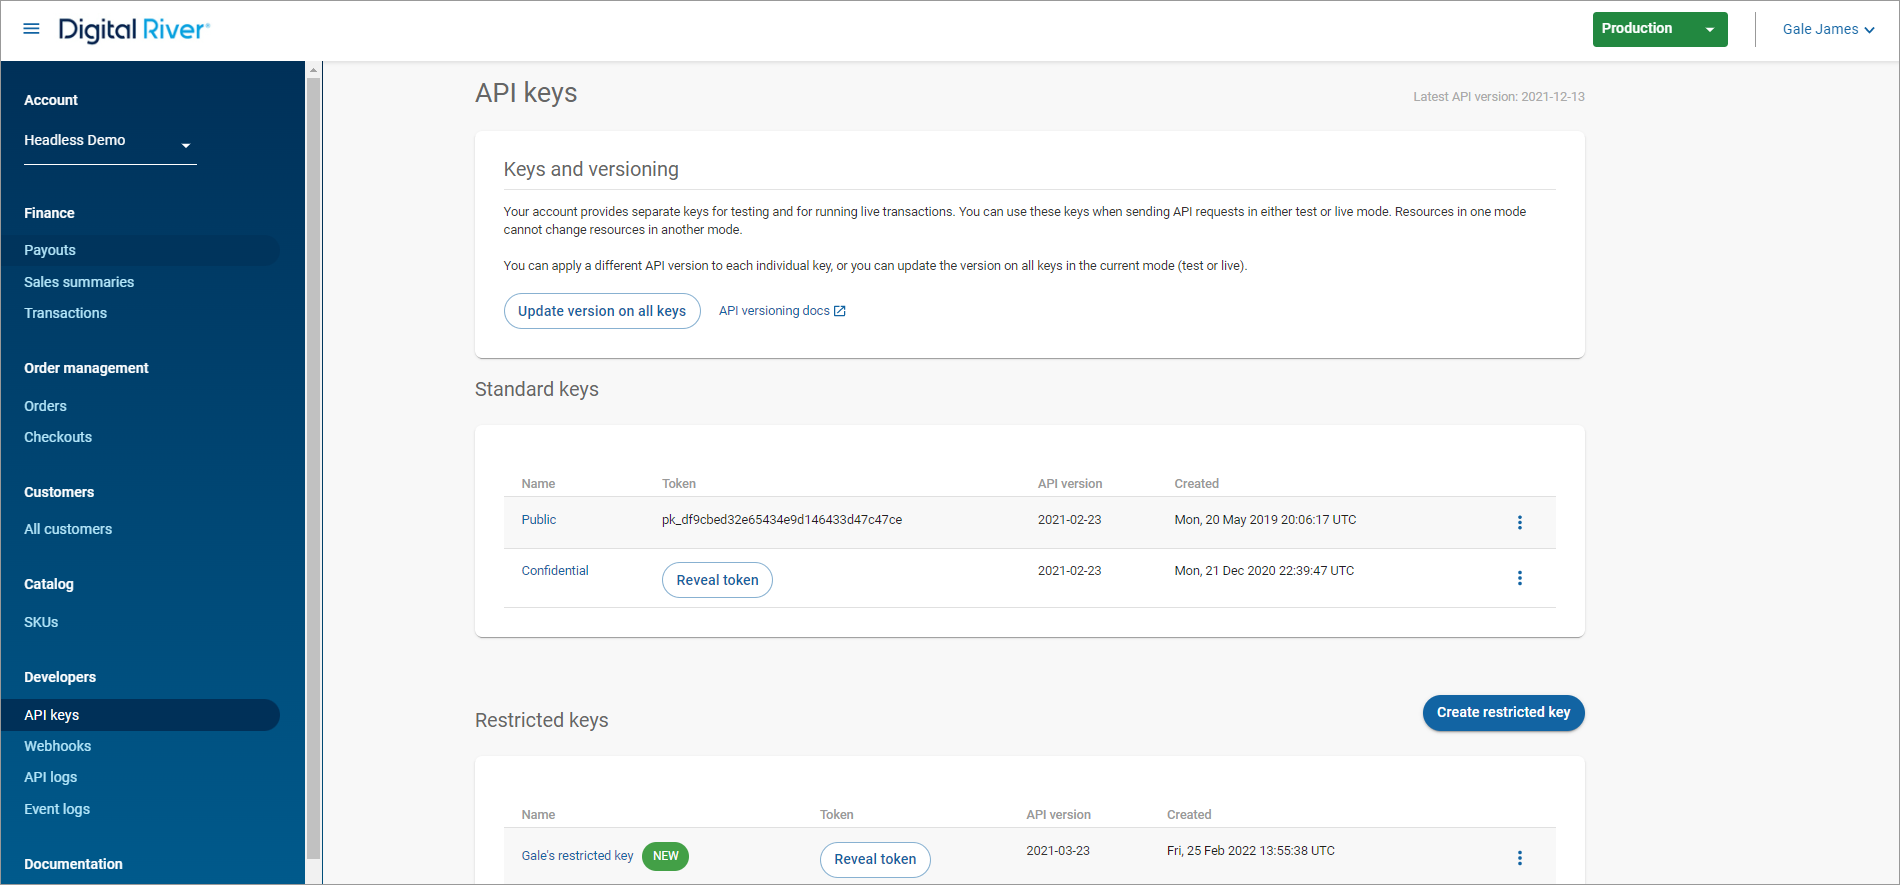 Digital River®
Production
Gale James
Account
Headless Demo
Finance
Payouts
Sales summaries
Transactions
Order management
Orders
Checkouts
Customers
All customers
Catalog
SKUs
Developers
API keys
Webhooks
API logs
Event logs
Documentation
API keys
Latest API version: 2021-12-13
Keys and versioning
Your account provides separate keys for testing and for running live transactions. You can use these keys when sending API requests in either test or live mode. Resources in one mode
cannot change resources in another mode.
You can apply a different API version to each individual key, or you can update the version on all keys in the current mode (test or live).
Update version on all keys API versioning docs
Standard keys
Name Token API version Created
Public pk_df9cbed32e65434e9d146433d47c47ce 2021-02-23 Mon, 20 May 2019 20:06:17 UTC
Confidential Reveal token 2021-02-23 Mon, 21 Dec 2020 22:39:47 UTC
Restricted keys
Create restricted key
Name Token API version Created
Gale's restricted key NEW Reveal token 2021-03-23 Fri, 25 Feb 2022 13:55:38 UTC